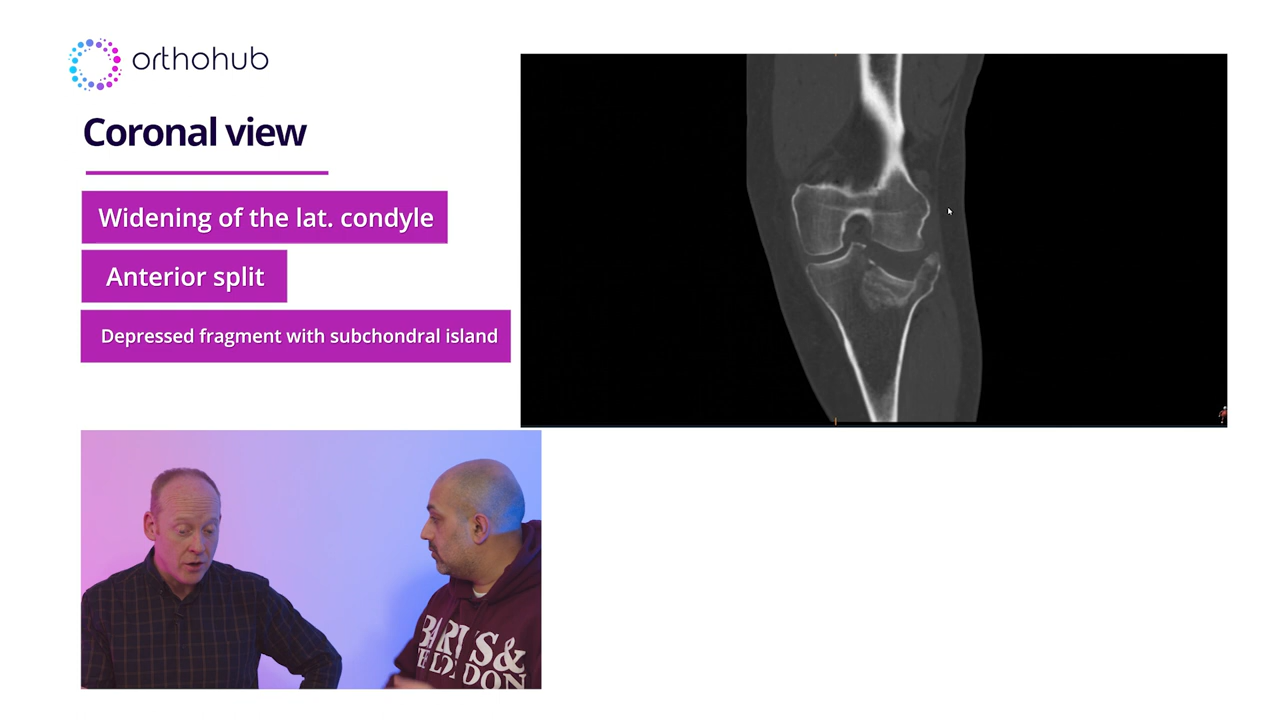 orthohub
Coronal view
Widening of the lat. condyle
Anterior split
Depressed fragment with subchondral island